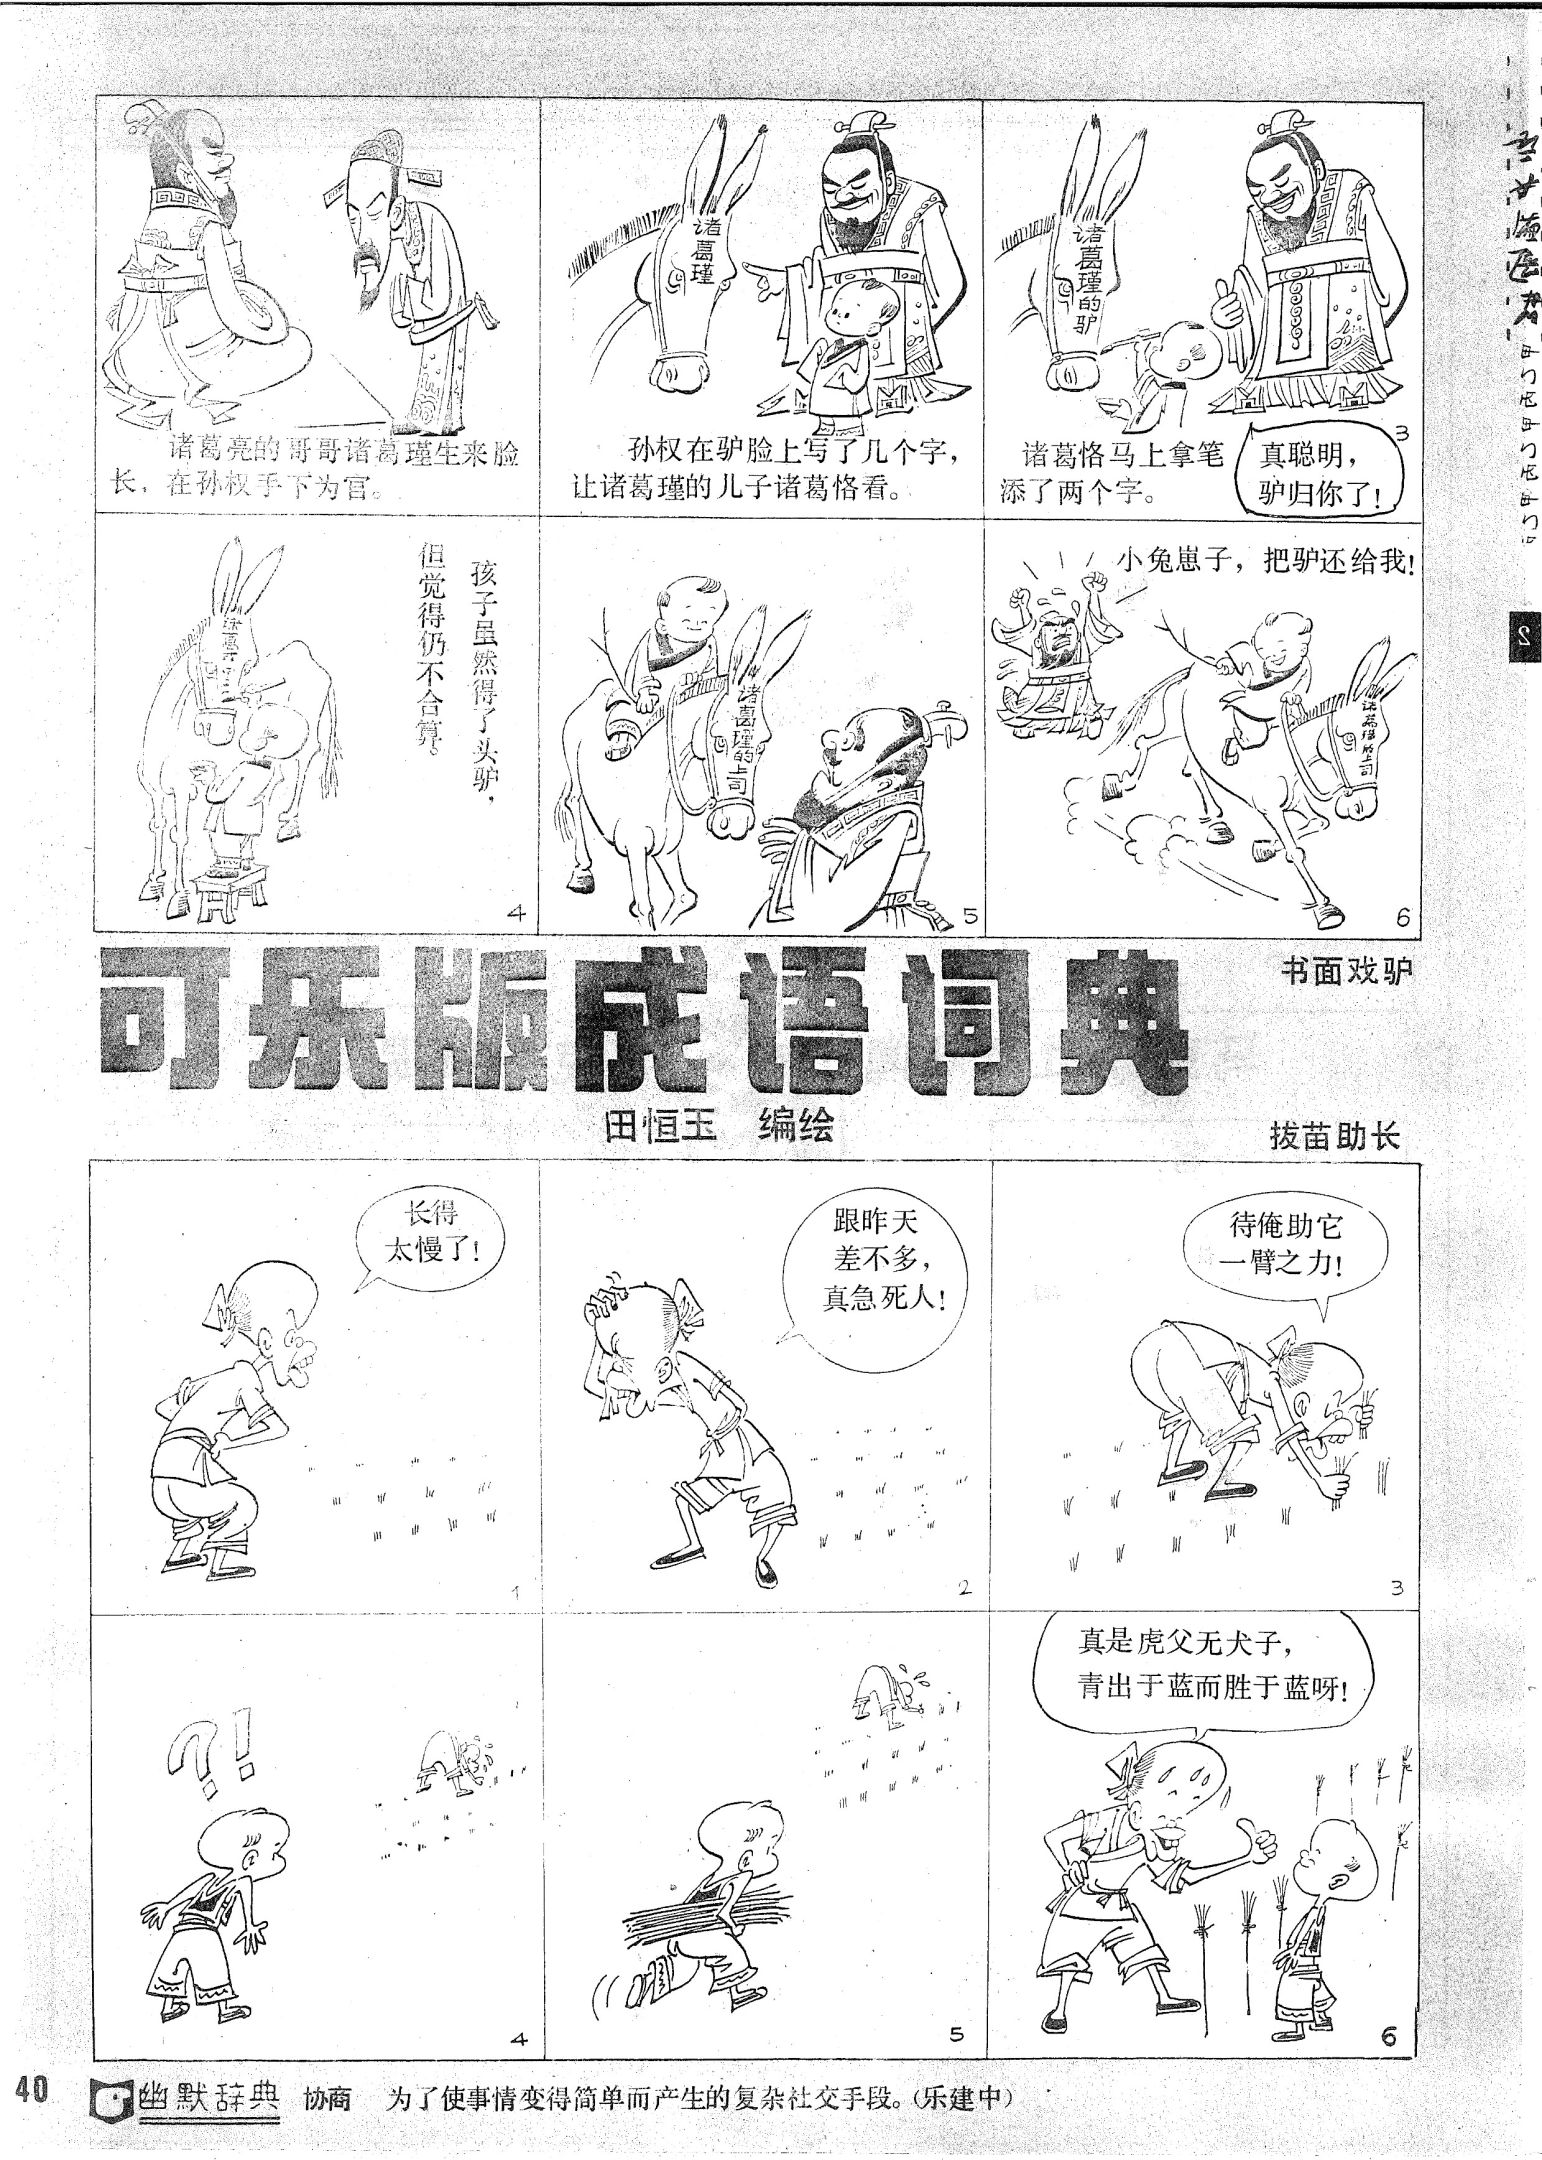 诸葛亮的哥哥诸葛瑾生来脸
长，在孙权手下为官。
诸葛瑾
孙权在驴脸上写了几个字，
让诸葛瑾的儿子诸葛恪看。
诸葛瑾的驴
诸葛恪马上拿笔
添了两个字。
真聪明，
驴归你了！
3
孩子虽然得了头驴，
但觉得仍不合算。
4
诸葛瑾的上司
5
小兔崽子，把驴还给我！
诸葛瑾的上司
6
可乐版成语词典
书面戏驴
田恒玉 编绘
拔苗助长
长得
太慢了！
1
跟昨天
差不多，
真急死人！
2
待俺助它
一臂之力！
3
?!
4
5
真是虎父无犬子，
青出于蓝而胜于蓝呀！
6
40
幽默辞典 协商 为了使事情变得简单而产生的复杂社交手段。（乐建中）